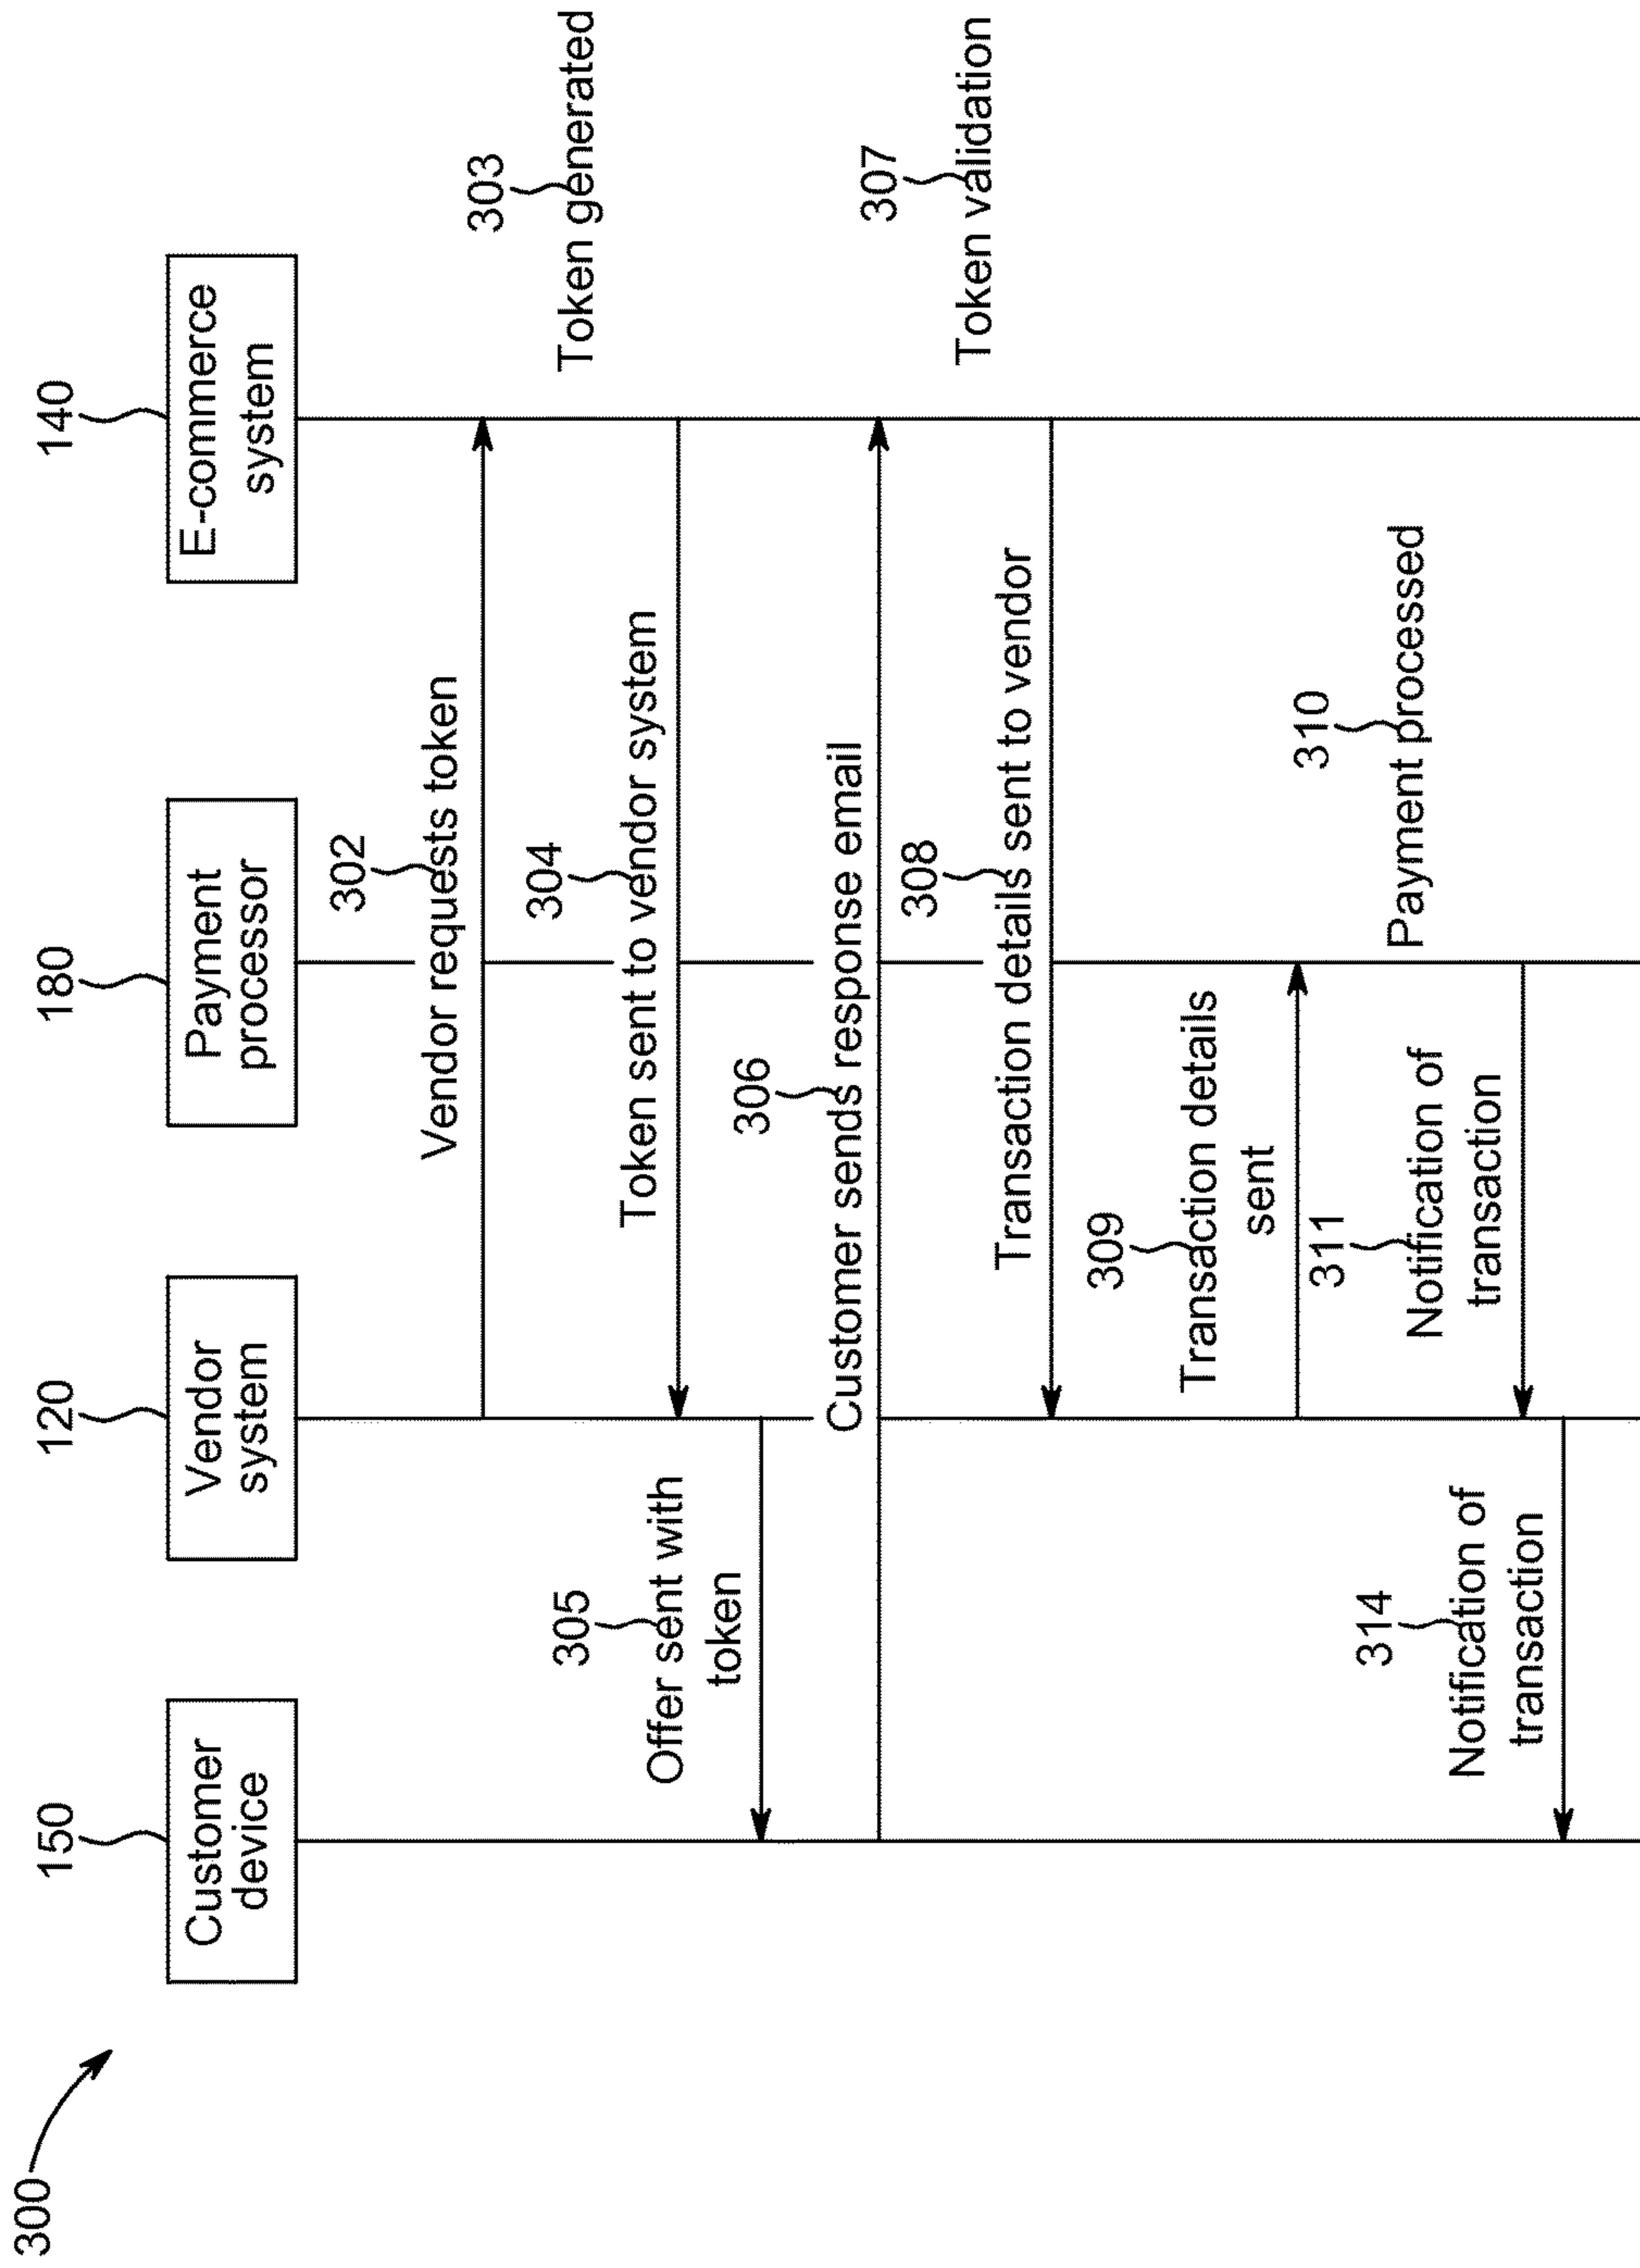 300
150
120
180
140
Customer
device
Vendor
system
Payment
processor
E-commerce
system
302
Vendor requests token
303
Token generated
304
Token sent to vendor system
305
Offer sent with
token
306
Customer sends response email
307
Token validation
308
Transaction details sent to vendor
309
Transaction details
sent
310
Payment processed
311
Notification of
transaction
314
Notification of
transaction